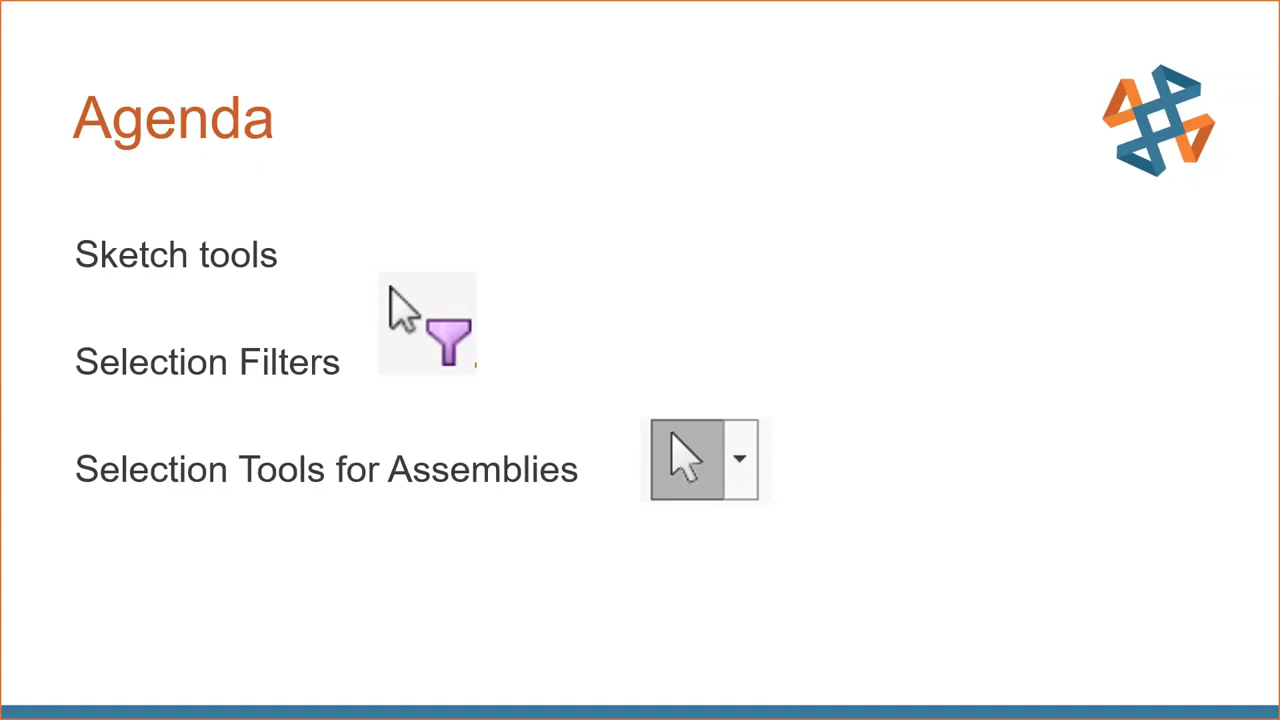 Agenda
Sketch tools
Selection Filters
Selection Tools for Assemblies